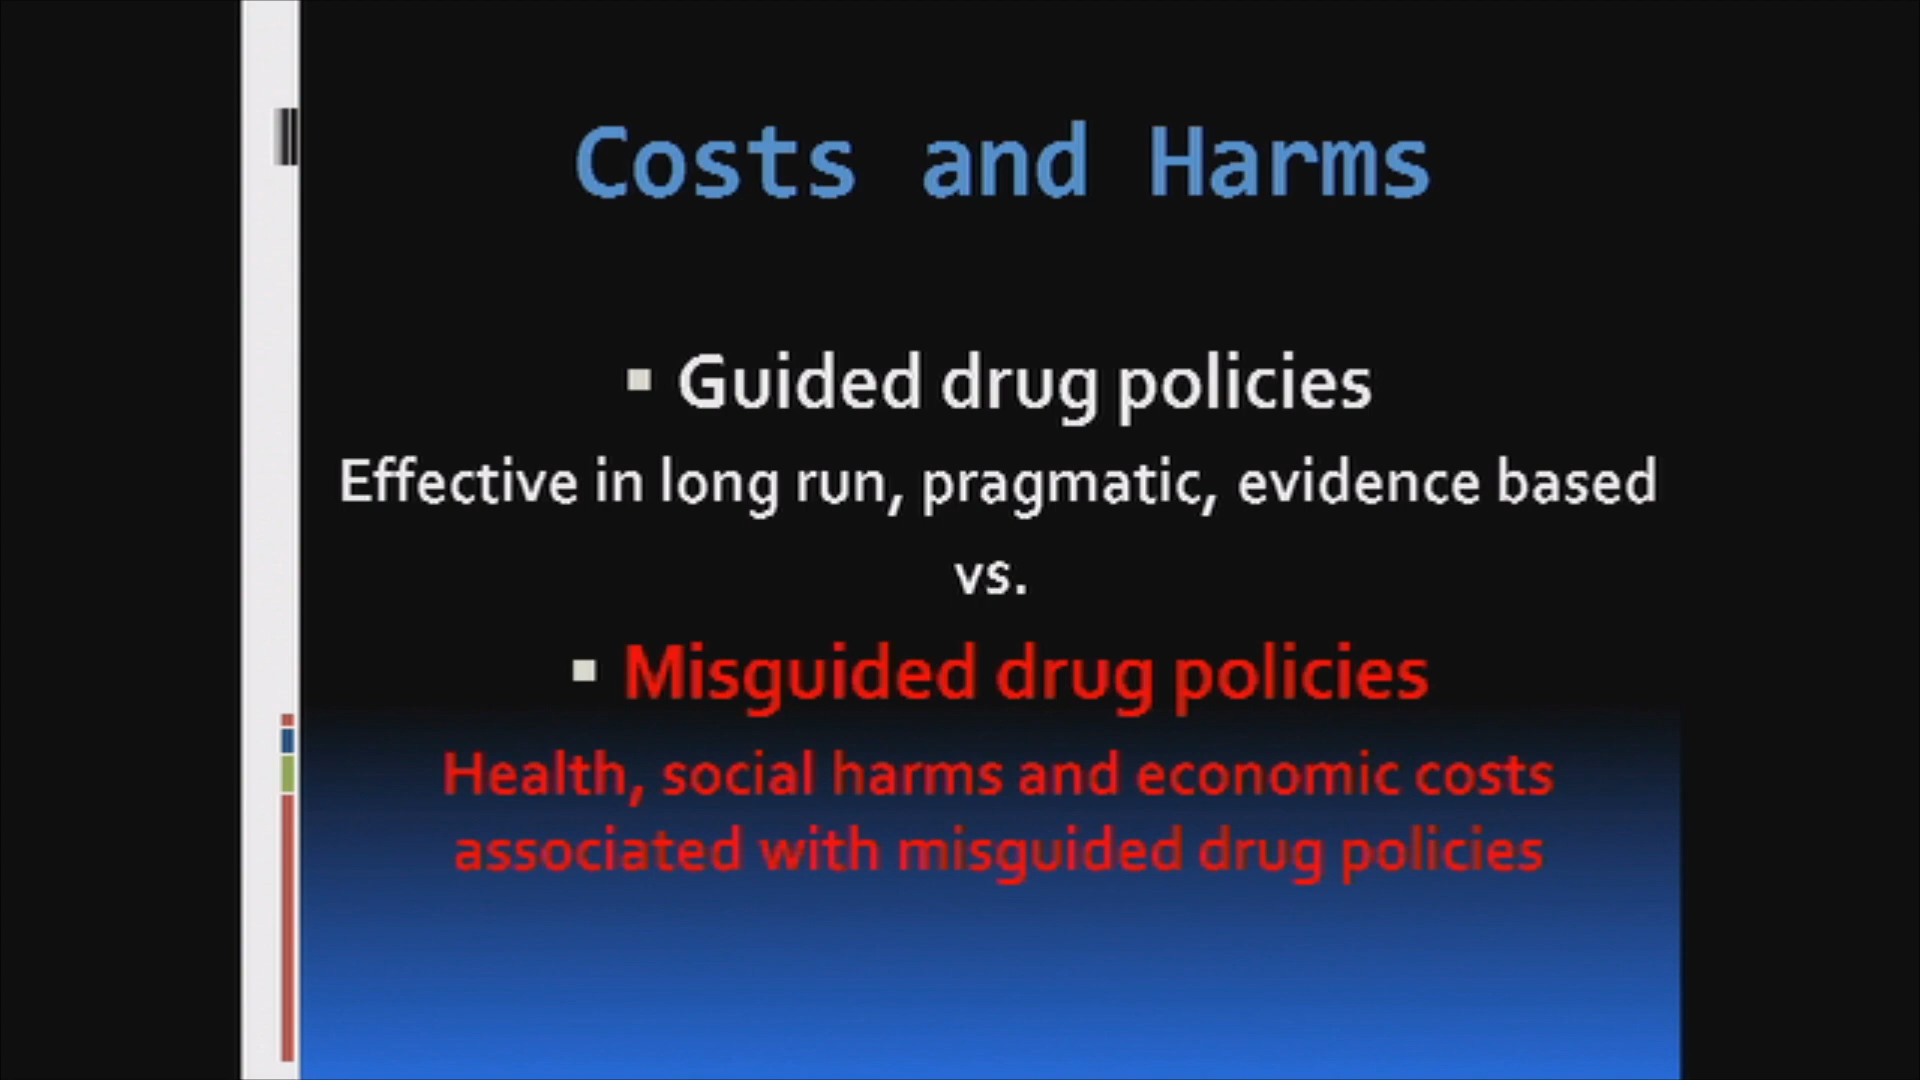 Costs and Harms
▪ Guided drug policies
Effective in long run, pragmatic, evidence based
vs.
▪ Misguided drug policies
Health, social harms and economic costs
associated with misguided drug policies